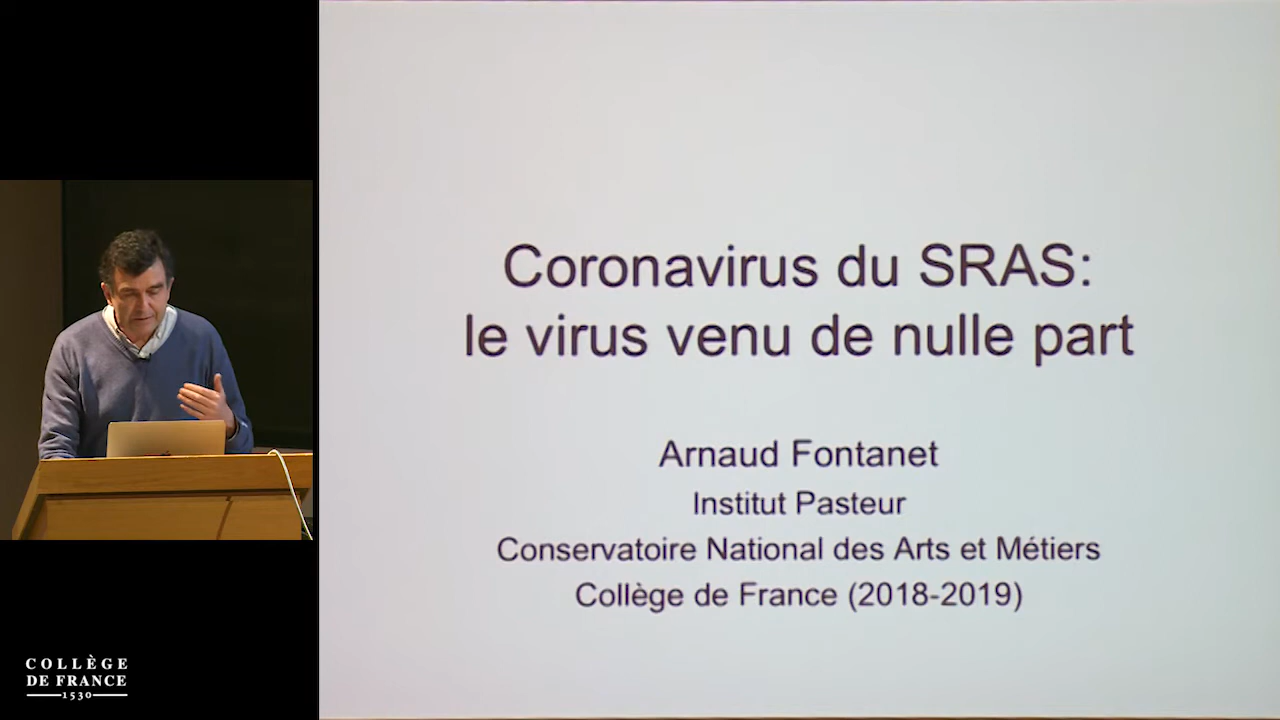 Coronavirus du SRAS:
le virus venu de nulle part
Arnaud Fontanet
Institut Pasteur
Conservatoire National des Arts et Métiers
Collège de France (2018-2019)
COLLÈGE
DE FRANCE
1530